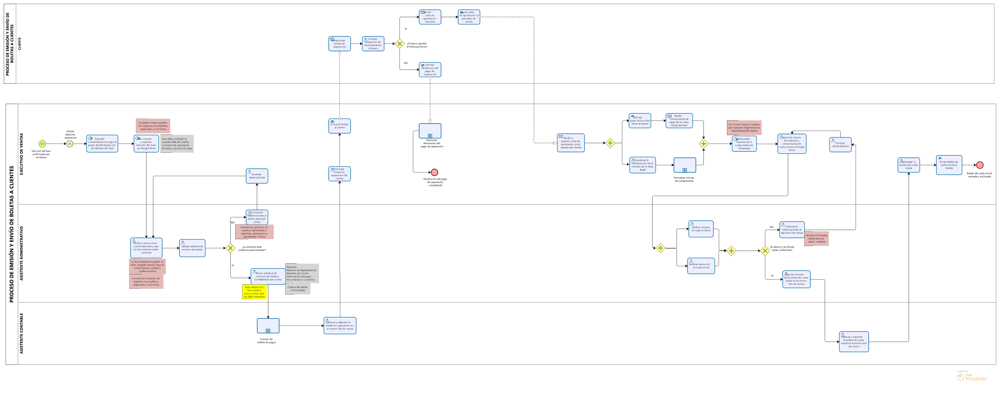 PROCESO DE EMISIÓN Y ENVÍO DE
BOLETAS A CLIENTES
CLIENTE
Recepcionar
boleta de
separación
Solicitar
evaluación de
financiamiento
al banco
¿El banco aprobó
el financiamiento?
SI
NO
ecibir
carta de
aprobación
bancaria
nviar carta
de aprobación al
ejecutivo de
ventas
Solicitar
devolución del
pago de
separación
PROCESO DE EMISIÓN Y ENVÍO DE BOLETAS A CLIENTES
EJECUTIVO DE VENTAS
Elección del bien
confirmada por
el cliente
Cliente
deposita
separación
Adjuntar
comprobante de pago al
grupo de Whatsapp con
los detalles del bien
incidente: crean carpetas
con registros incompletos,
duplicados o sin firmar
ear carpeta
y registrar
elección del bien
en Google Drive
Que debe contener la
carpeta: DNI del cliente,
Convenio de separación
firmada y vaucher de pago
Levantar
observaciones
Enviar la boleta
al cliente
Descargar
boleta de
separación del
correo
Gestionar
devolución del
pago de separación
Devolución del pago
de separación
completada
Recibir y
guardar carta de
aprobación en la
carpeta del cliente
Solicitar
pago de la cuota
inicial al cliente
Recibir
comprobante de
pago de la cuota
inicial del bien
Coordinar la
formalización de la
minuta con el área
legal
Formalizar minuta
de compraventa
los correos nuevos creados
por asesores fragmentan la
trazabilidad del cliente
Comunicar
voucher de la
cuota inicial por
WhatsApp
Adjuntar minuta
formalizada y
comprobante de
cuota inicial al Google
Drive
Corregir
observaciones
Descargar la
boleta de cuota
inicial
Enviar boleta de
cuota inicial al
cliente
Boleta de cuota inicial
enviada y archivada
ASISTENTE ADMINISTRATIVO
Verificar abono en la
cuenta bancaria y que
los documentos esten
correctos
La documentación puede no
estar cargada cuando llega el
comprobante, solicita y
vuelve a revisar
encuentran carpetas con
registros incompletos,
duplicados o sin firmar
Validar solicitud de
emisión de boleta
¿La solicitud está
conforme para boletear?
NO
SI
Comunicar
observaciones al
asesor para que
corrija
incidencias: archivos sin
nombre, dieferentes o
repetidos, duplciados y
pendientes x firmar
Enviar solicitud de
emisión de boleta a
Contabilidad por correo
Empresa.
Número de departamento.
Nombre del cliente.
Información del pago.
Documentos o sustentos
Copia a las partes
involucradas
Aqui empieza el
hilo inicial y
unico correo, que
se debe mantener
Verificar minuta
firmada en Drive
Verificar abono de
la cuota inicial
¿El abono y la minuta
están conformes?
NO
SI
Comunicar
observaciones al
ejecutivo de ventas
Minuta no firmada,
doble minuta,
varios cambios
Solicitar emisión
de la boleta de cuota
inicial en el mismo
hilo de correo
ASISTENTE CONTABLE
Emisión de
boleta de pagos
Generar y adjuntar la
boleta de separación en
el mismo hilo de correo
Generar y adjuntar
la boleta de cuota
inicial en el mismo hilo
de correo
Powered by
bizagi
Modeler